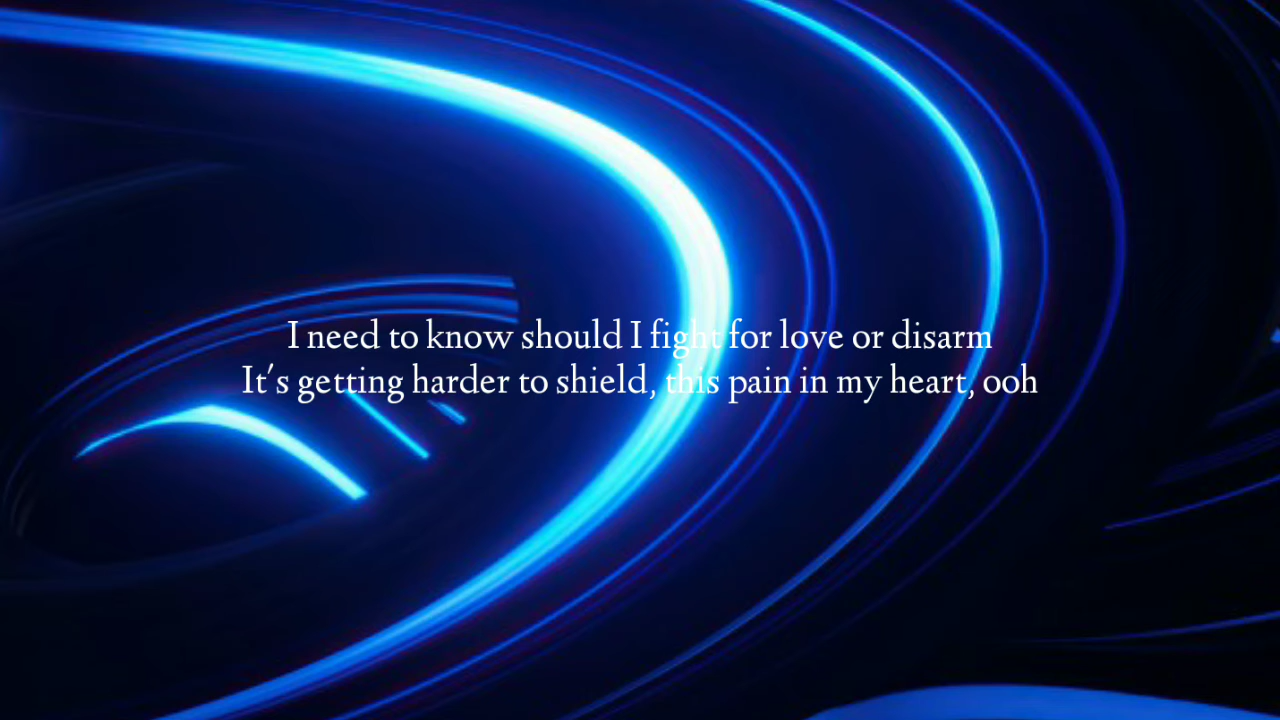 I need to know should I fight for love or disarm
It's getting harder to shield, this pain in my heart, ooh